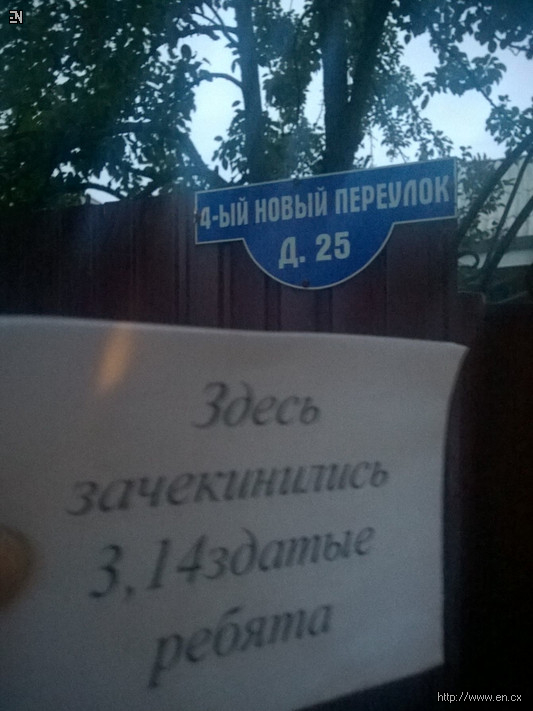 EN
4-ЫЙ НОВЫЙ ПЕРЕУЛОК
Д. 25
Здесь
зачекинились
3,14здатые
ребята
http://www.en.cx